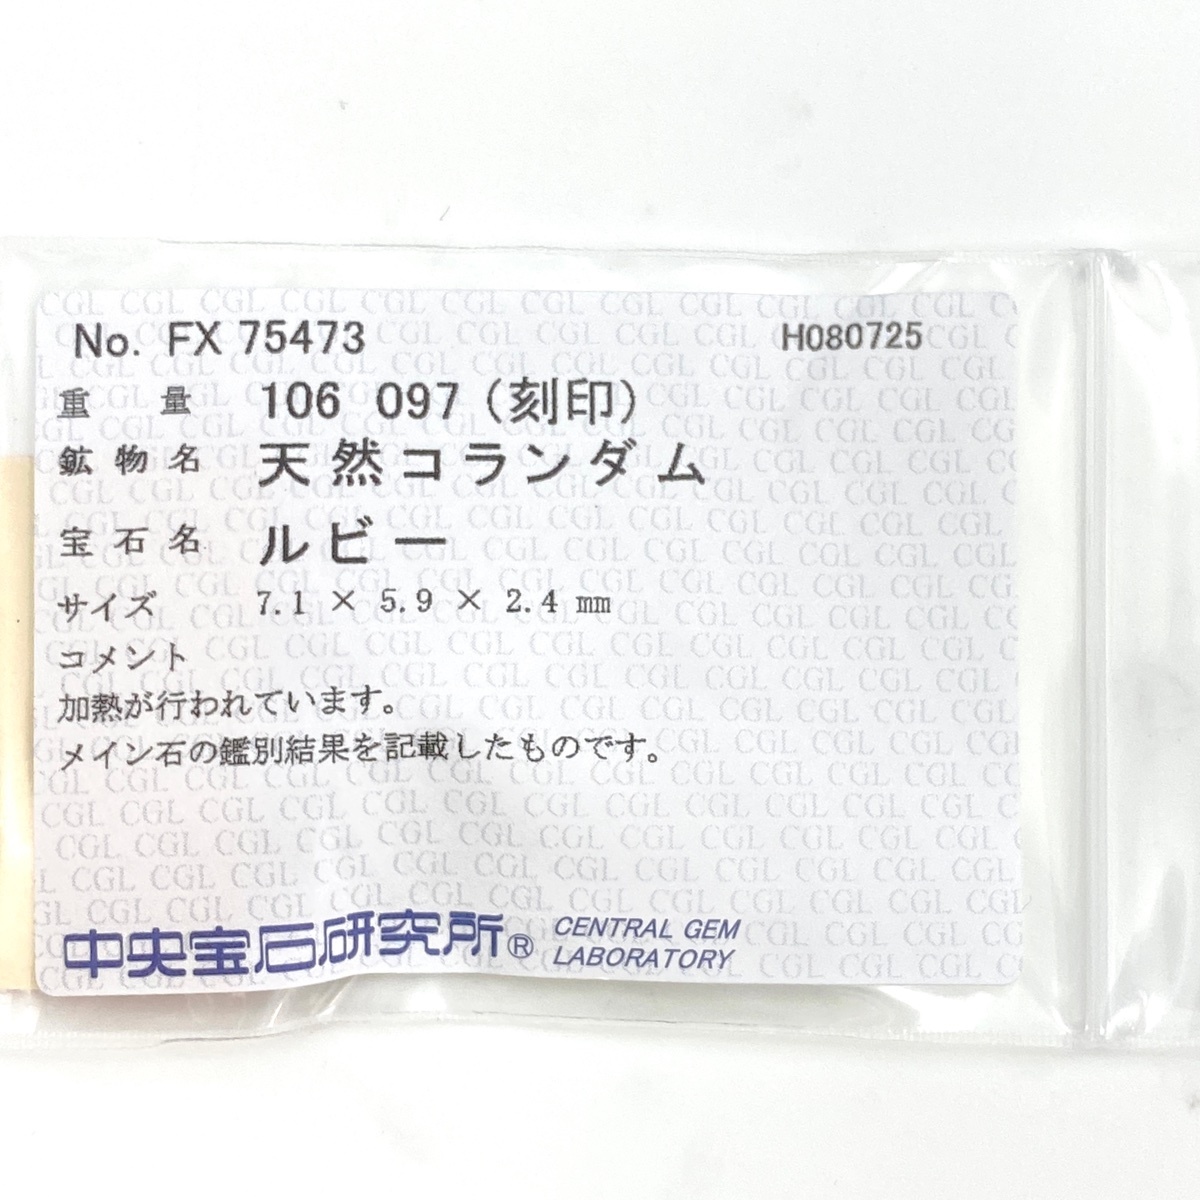 No. FX 75473 H080725
重量 106 097 (刻印)
鉱物名 天然コランダム
宝石名 ルビー
サイズ 7.1 × 5.9 × 2.4 mm
コメント
加熱が行われています。
メイン石の鑑別結果を記載したものです。
中央宝石研究所® CENTRAL GEM
LABORATORY